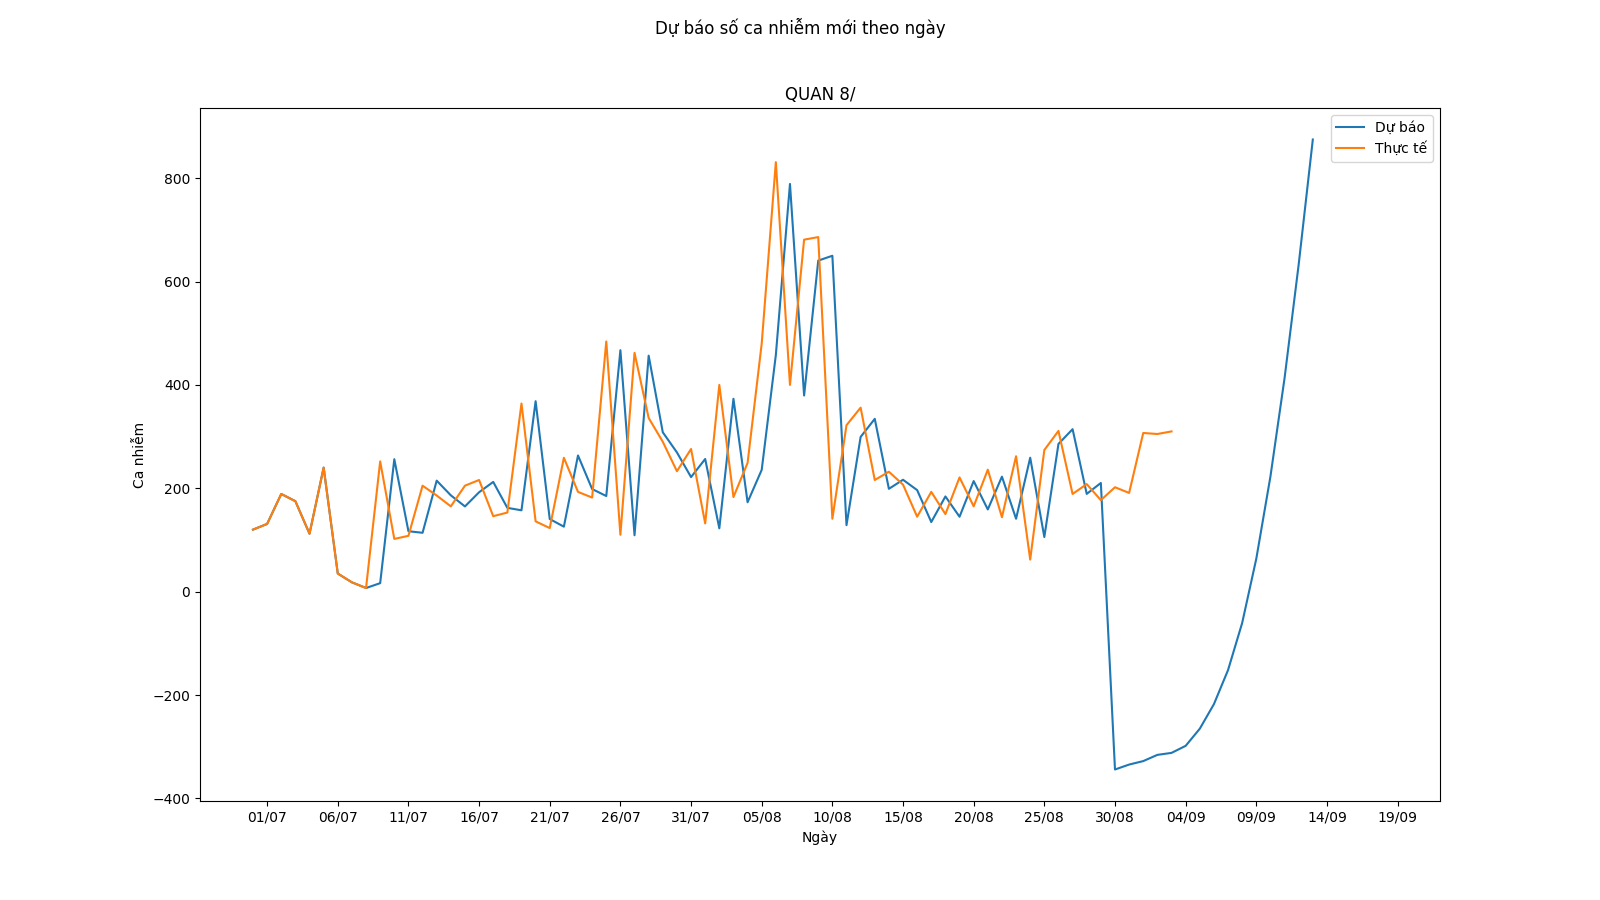 Dự báo số ca nhiễm mới theo ngày
QUAN 8/
Dự báo
Thực tế
800
600
400
200
0
−200
−400
Ca nhiễm
01/07 06/07 11/07 16/07 21/07 26/07 31/07 05/08 10/08 15/08 20/08 25/08 30/08 04/09 09/09 14/09 19/09
Ngày